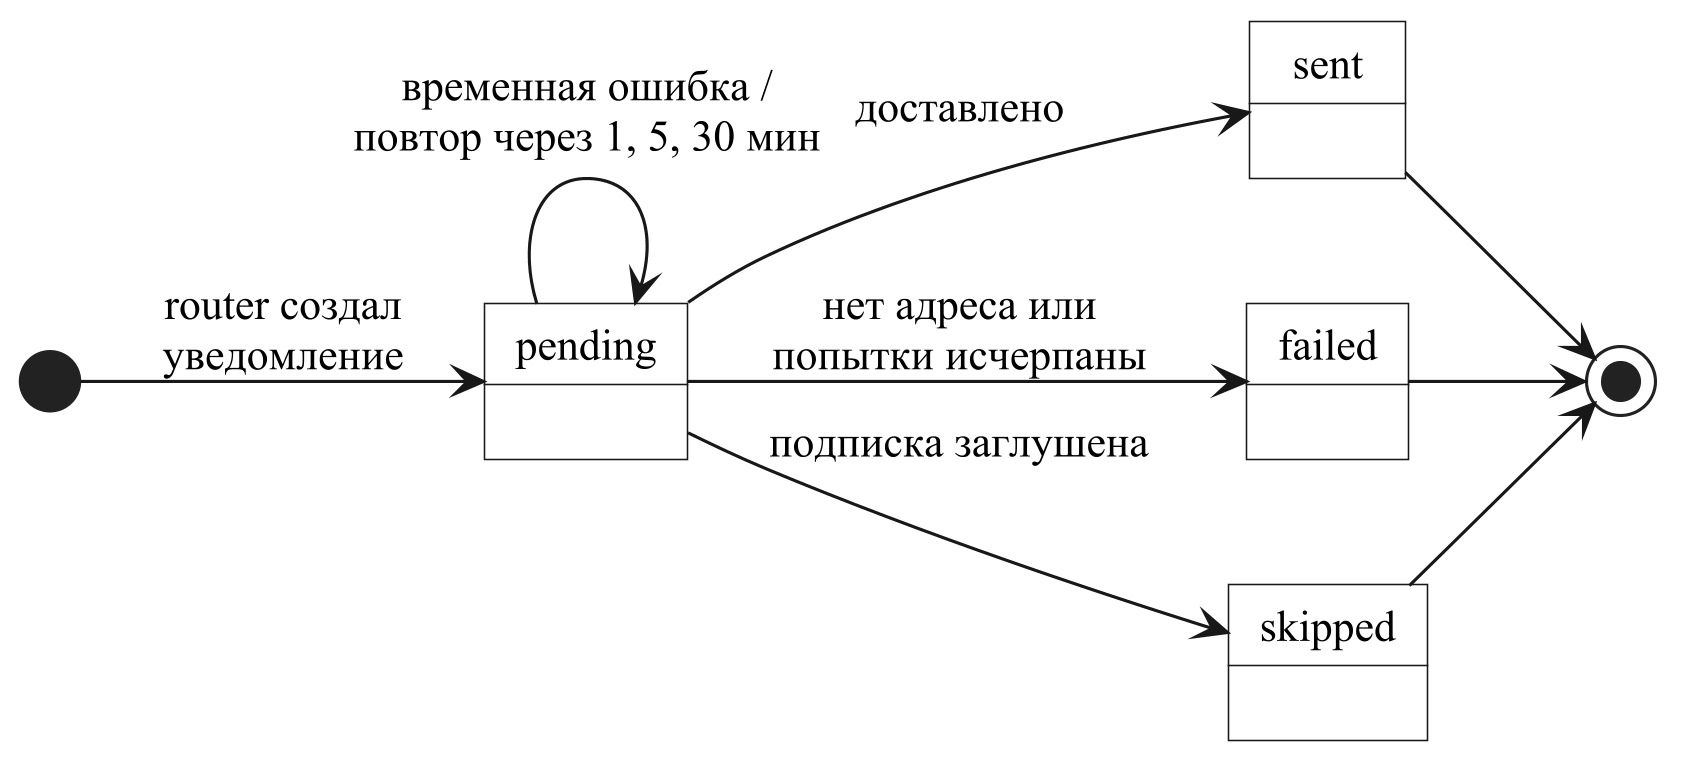 временная ошибка /
повтор через 1, 5, 30 мин
доставлено
sent
router создал
уведомление
pending
нет адреса или
попытки исчерпаны
failed
подписка заглушена
skipped